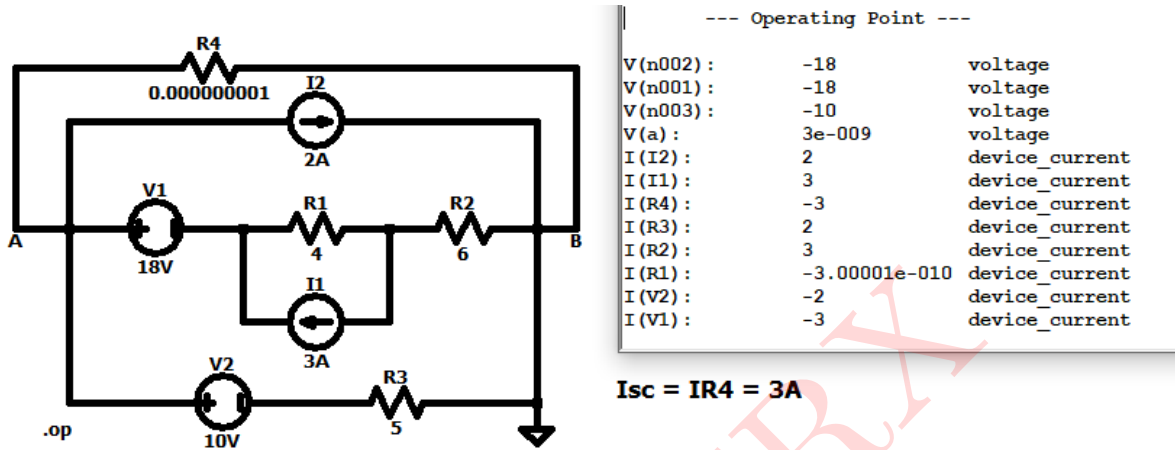 R4
0.000000001
I2
2A
V1
18V
R1
4
R2
6
A
B
I1
3A
V2
10V
R3
5
.op
--- Operating Point ---
V(n002): -18 voltage
V(n001): -18 voltage
V(n003): -10 voltage
V(a): 3e-009 voltage
I(I2): 2 device_current
I(I1): 3 device_current
I(R4): -3 device_current
I(R3): 2 device_current
I(R2): 3 device_current
I(R1): -3.00001e-010 device_current
I(V2): -2 device_current
I(V1): -3 device_current
Isc = IR4 = 3A